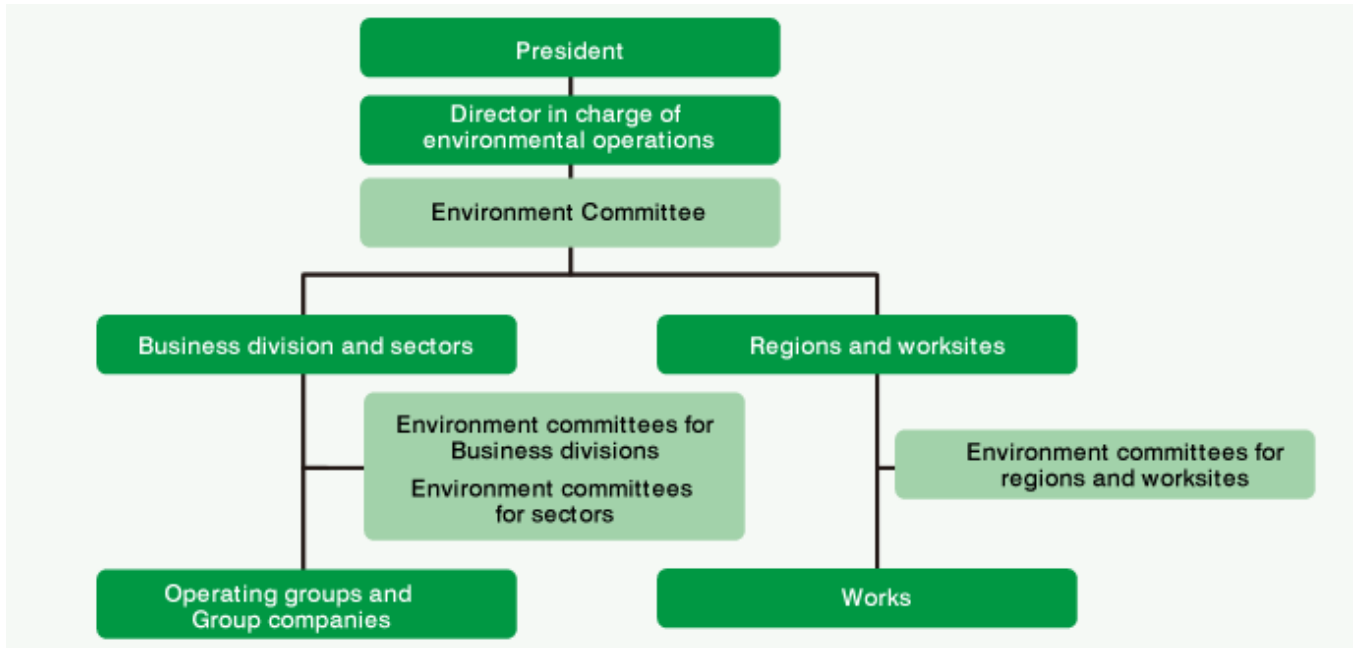 President
Director in charge of
environmental operations
Environment Committee
Business division and sectors
Regions and worksites
Environment committees for
Business divisions
Environment committees
for sectors
Environment committees for
regions and worksites
Operating groups and
Group companies
Works